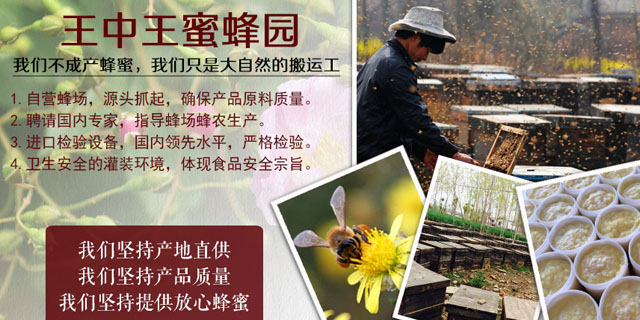 王中王蜜蜂园
我们不成产蜂蜜，我们只是大自然的搬运工
1. 自营蜂场，源头抓起，确保产品原料质量。
2. 聘请国内专家，指导蜂场蜂农生产。
3. 进口检验设备，国内领先水平，严格检验。
4. 卫生安全的灌装环境，体现食品安全宗旨。
我们坚持产地直供
我们坚持产品质量
我们坚持提供放心蜂蜜